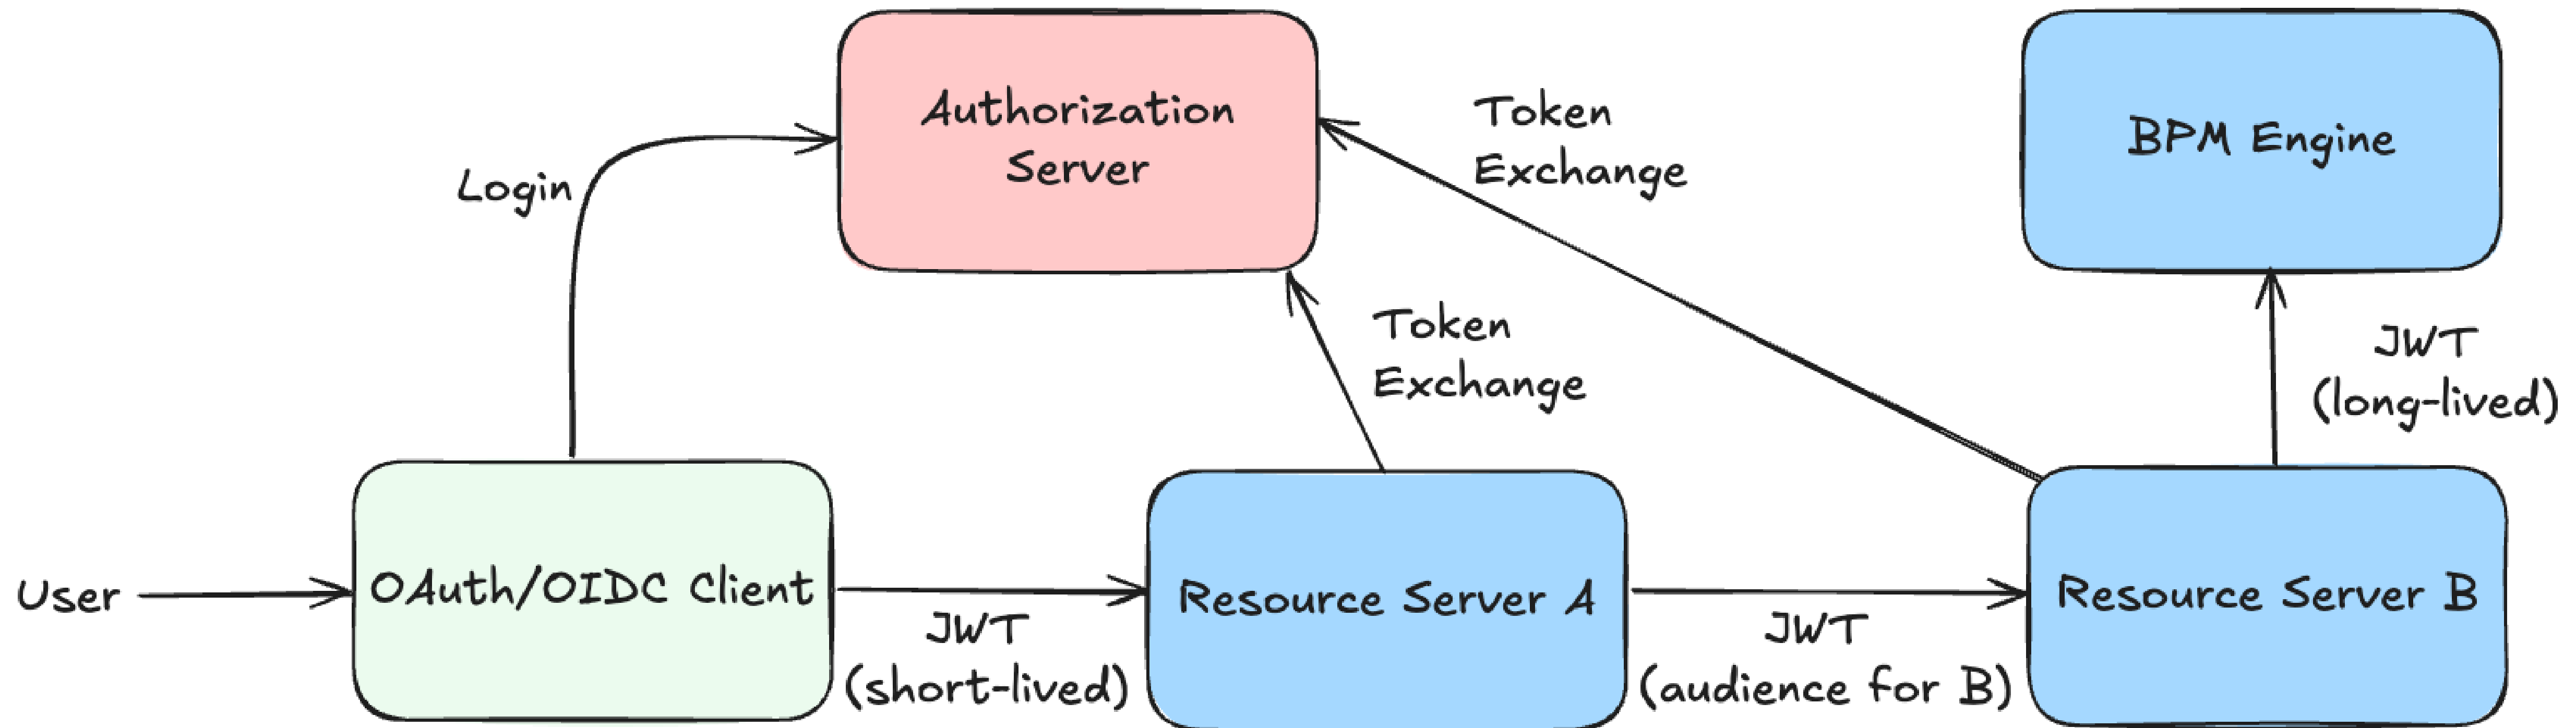 Authorization
Server
BPM Engine
Token
Exchange
Login
Token
Exchange
JWT
(long-lived)
User
OAuth/OIDC Client
JWT
(short-lived)
Resource Server A
JWT
(audience for B)
Resource Server B